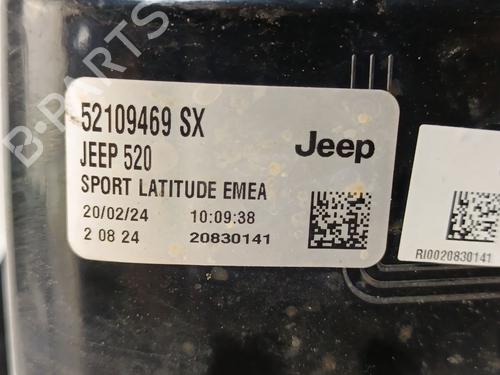 B-PARTS
52109469 SX
Jeep
JEEP 520
SPORT LATITUDE EMEA
20/02/24 10:09:38
2 08 24 20830141
RI0020830141